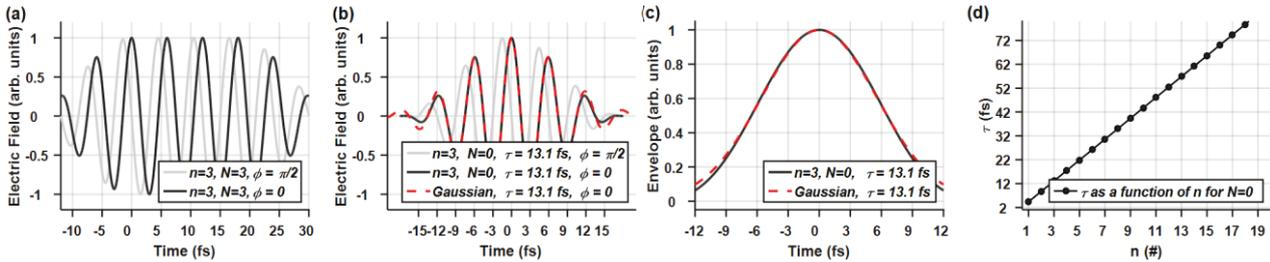 (a)
Electric Field (arb. units)
1
0.5
0
-0.5
-1
n=3, N=3, ϕ = π/2
n=3, N=3, ϕ = 0
-10 -5 0 5 10 15 20 25 30
Time (fs)
(b)
Electric Field (arb. units)
1
0.5
0
-0.5
-1
n=3, N=0, τ = 13.1 fs, ϕ = π/2
n=3, N=0, τ = 13.1 fs, ϕ = 0
Gaussian, τ = 13.1 fs, ϕ = 0
-15 -12 -9 -6 -3 0 3 6 9 12 15
Time (fs)
(c)
Envelope (arb. units)
1
0.8
0.6
0.4
0.2
0
n=3, N=0, τ = 13.1 fs
Gaussian, τ = 13.1 fs
-12 -9 -6 -3 0 3 6 9 12
Time (fs)
(d)
τ (fs)
72
62
52
42
32
22
12
2
τ as a function of n for N=0
1 3 5 7 9 11 13 15 17 19
n (#)